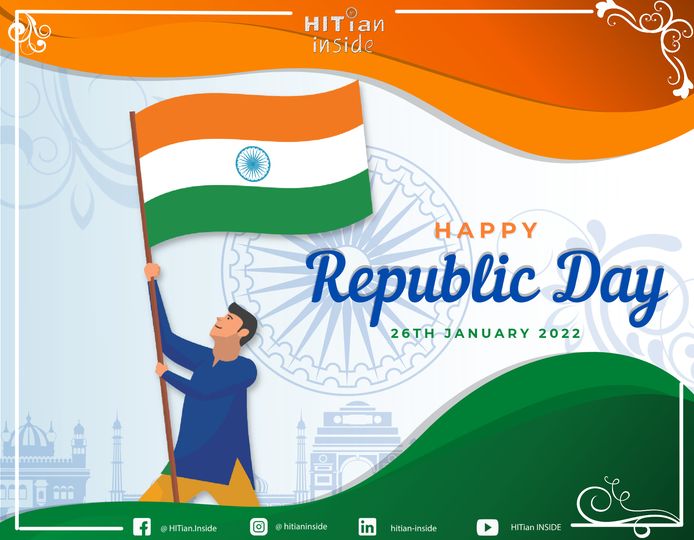 HITian
inside
HAPPY
Republic Day
26TH JANUARY 2022
@ HITian.Inside
@ hitianinside
hitian-inside
HITian INSIDE